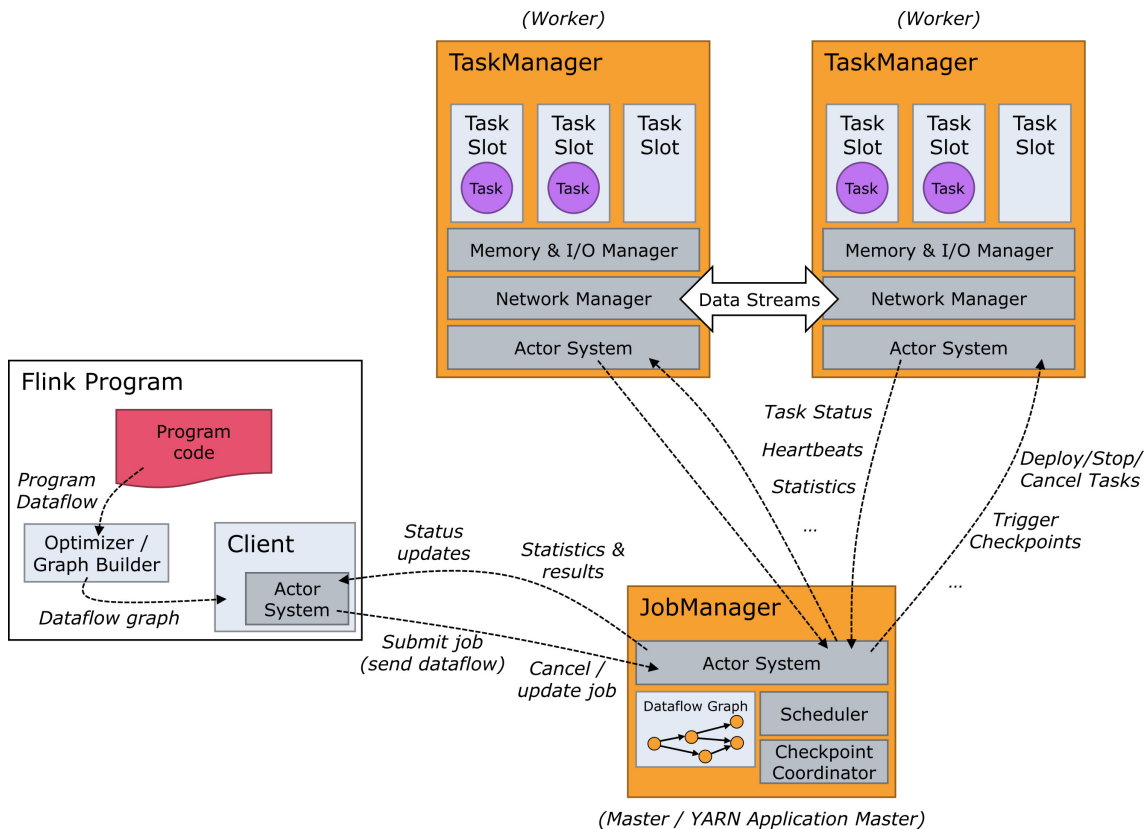 (Worker)
(Worker)
TaskManager
Task
Slot
Task
Task
Slot
Task
Task
Slot
Memory & I/O Manager
Network Manager
Actor System
TaskManager
Task
Slot
Task
Task
Slot
Task
Task
Slot
Memory & I/O Manager
Network Manager
Actor System
Data Streams
Flink Program
Program
code
Program
Dataflow
Optimizer /
Graph Builder
Dataflow graph
Client
Actor
System
Status
updates
Statistics &
results
Submit job
(send dataflow)
Cancel /
update job
Task Status
Heartbeats
Statistics
...
Deploy/Stop/
Cancel Tasks
Trigger
Checkpoints
...
JobManager
Actor System
Dataflow Graph
Scheduler
Checkpoint
Coordinator
(Master / YARN Application Master)